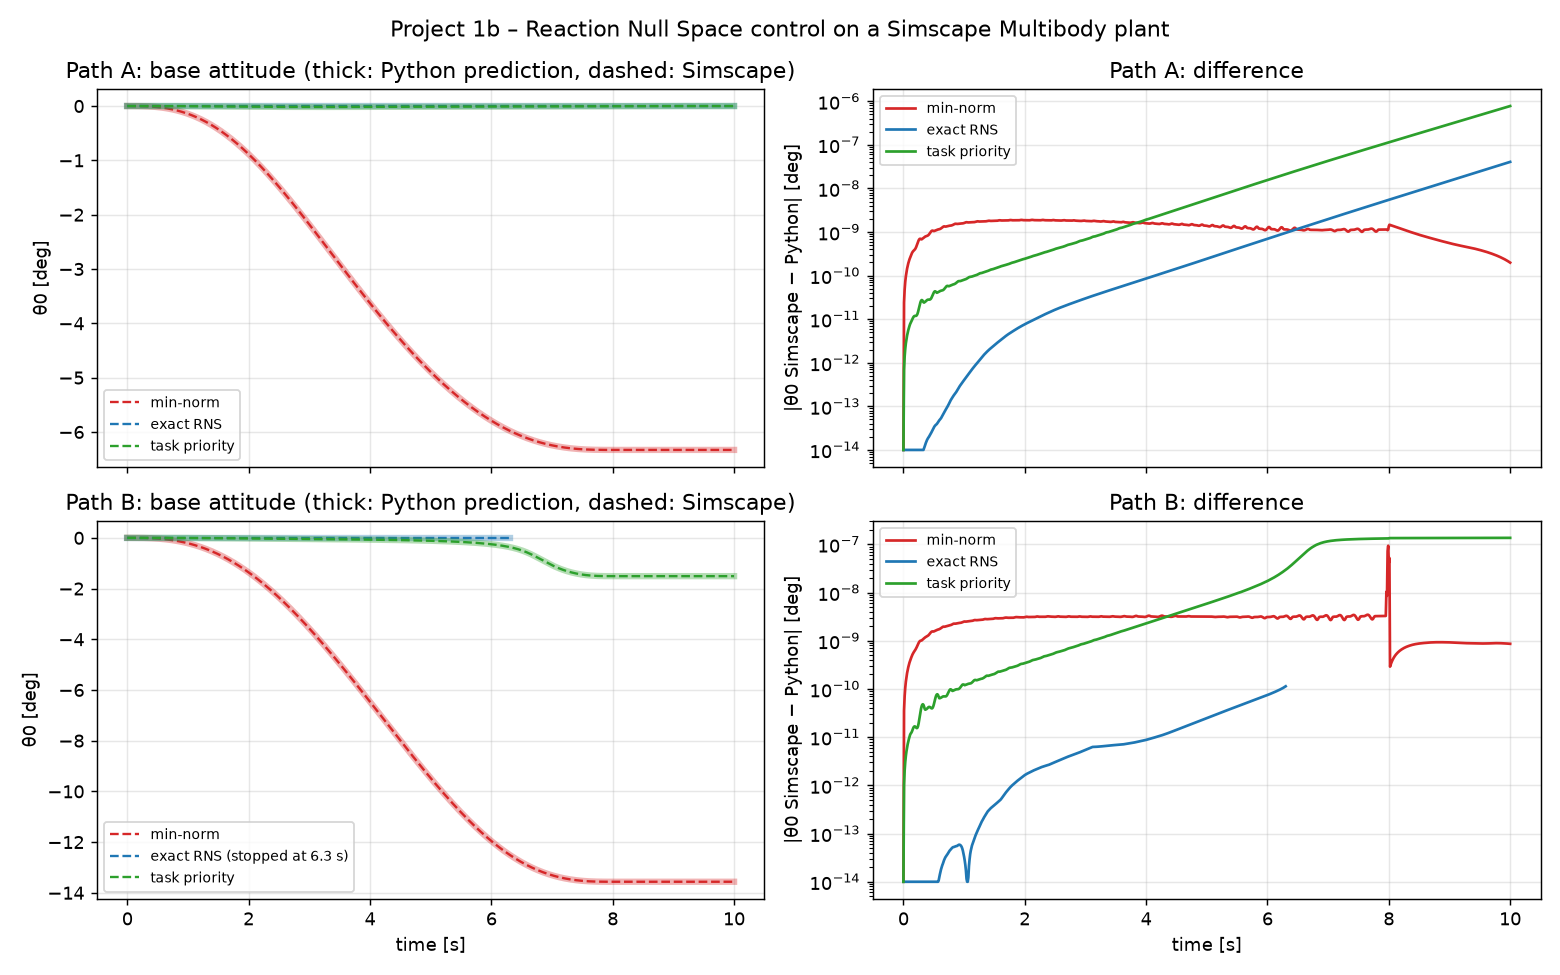 Project 1b – Reaction Null Space control on a Simscape Multibody plant
Path A: base attitude (thick: Python prediction, dashed: Simscape)
θ0 [deg]
0
−1
−2
−3
−4
−5
−6
min-norm
exact RNS
task priority
Path A: difference
|θ0 Simscape − Python| [deg]
10⁻⁶
10⁻⁷
10⁻⁸
10⁻⁹
10⁻¹⁰
10⁻¹¹
10⁻¹²
10⁻¹³
10⁻¹⁴
min-norm
exact RNS
task priority
Path B: base attitude (thick: Python prediction, dashed: Simscape)
θ0 [deg]
0
−2
−4
−6
−8
−10
−12
−14
min-norm
exact RNS (stopped at 6.3 s)
task priority
0 2 4 6 8 10
time [s]
Path B: difference
|θ0 Simscape − Python| [deg]
10⁻⁷
10⁻⁸
10⁻⁹
10⁻¹⁰
10⁻¹¹
10⁻¹²
10⁻¹³
10⁻¹⁴
min-norm
exact RNS
task priority
0 2 4 6 8 10
time [s]